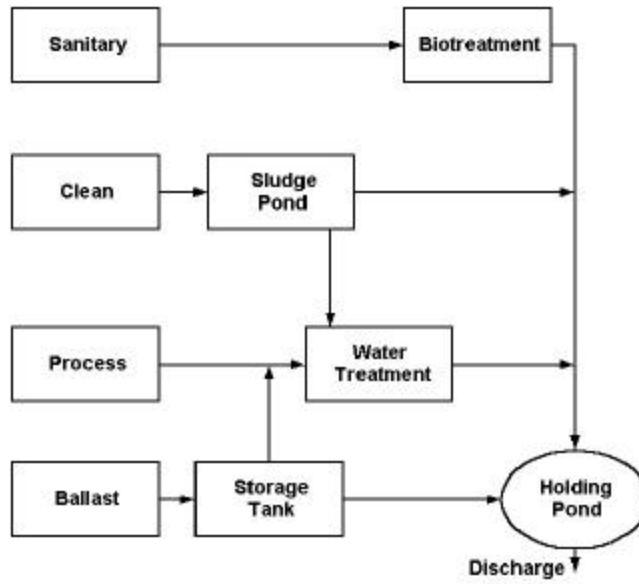 Sanitary
Biotreatment
Clean
Sludge
Pond
Process
Water
Treatment
Ballast
Storage
Tank
Holding
Pond
Discharge